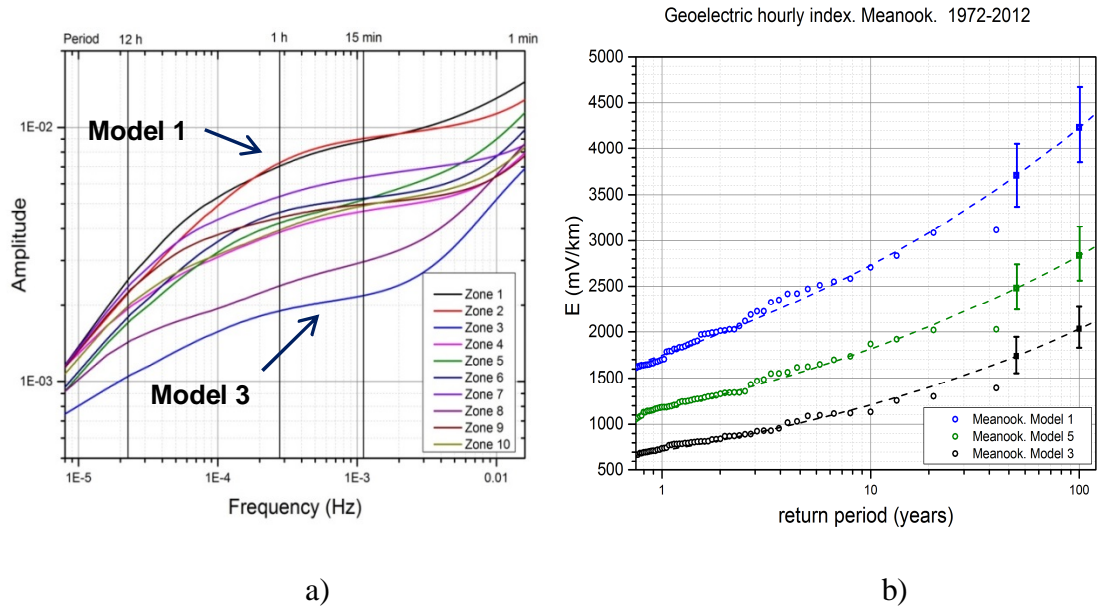 Period 12 h 1 h 15 min 1 min
1E-02
1E-03
Amplitude
1E-5 1E-4 1E-3 0.01
Frequency (Hz)
Model 1
Model 3
Zone 1
Zone 2
Zone 3
Zone 4
Zone 5
Zone 6
Zone 7
Zone 8
Zone 9
Zone 10
a)
Geoelectric hourly index. Meanook. 1972-2012
5000
4500
4000
3500
3000
2500
2000
1500
1000
500
E (mV/km)
1 10 100
return period (years)
Meanook. Model 1
Meanook. Model 5
Meanook. Model 3
b)